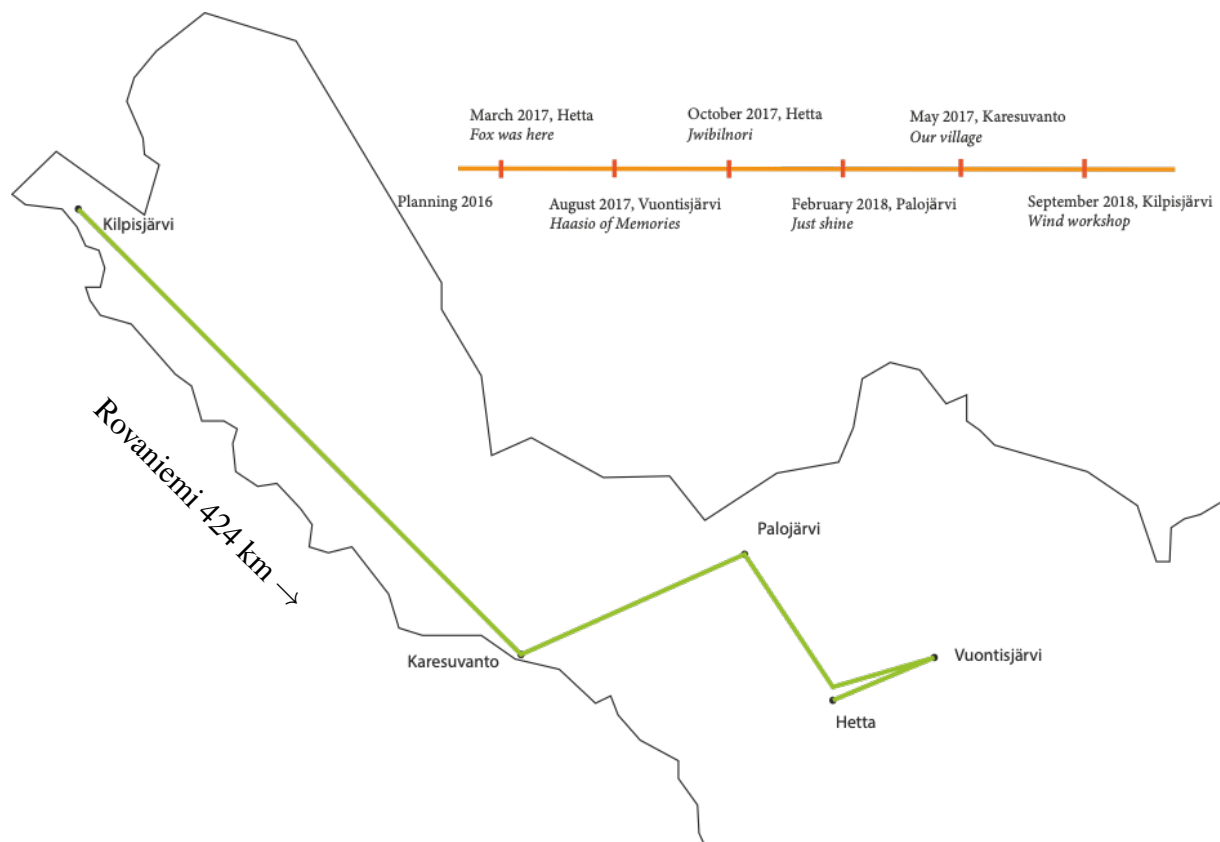 March 2017, Hetta
Fox was here
October 2017, Hetta
Jwibilnori
May 2017, Karesuvanto
Our village
Planning 2016
August 2017, Vuontisjärvi
Haasio of Memories
February 2018, Palojärvi
Just shine
September 2018, Kilpisjärvi
Wind workshop
Kilpisjärvi
Rovaniemi 424 km →
Palojärvi
Karesuvanto
Vuontisjärvi
Hetta